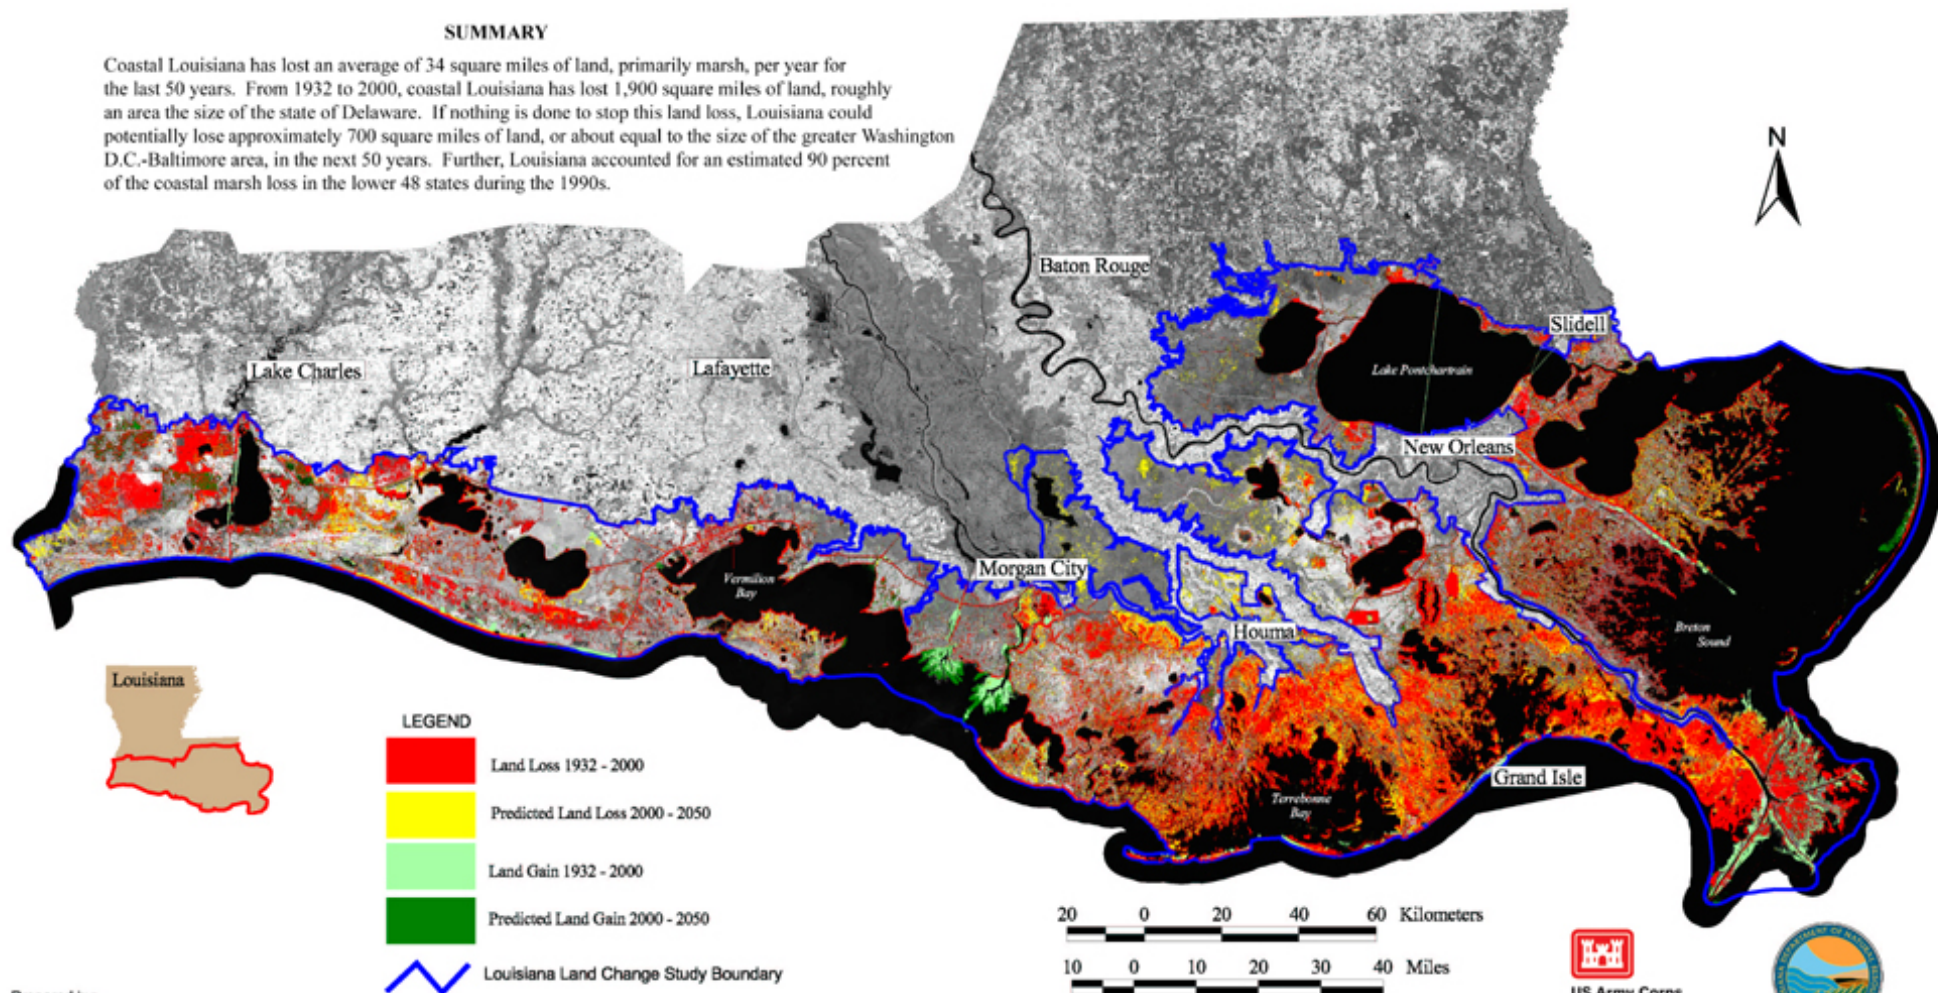 SUMMARY
Coastal Louisiana has lost an average of 34 square miles of land, primarily marsh, per year for
the last 50 years. From 1932 to 2000, coastal Louisiana has lost 1,900 square miles of land, roughly
an area the size of the state of Delaware. If nothing is done to stop this land loss, Louisiana could
potentially lose approximately 700 square miles of land, or about equal to the size of the greater Washington
D.C.-Baltimore area, in the next 50 years. Further, Louisiana accounted for an estimated 90 percent
of the coastal marsh loss in the lower 48 states during the 1990s.
N
Baton Rouge
Slidell
Lake Charles
Lafayette
Lake Pontchartrain
New Orleans
Morgan City
Vermilion
Bay
Houma
Breton
Sound
Grand Isle
Terrebonne
Bay
Louisiana
LEGEND
Land Loss 1932 - 2000
Predicted Land Loss 2000 - 2050
Land Gain 1932 - 2000
Predicted Land Gain 2000 - 2050
Louisiana Land Change Study Boundary
20 0 20 40 60 Kilometers
10 0 10 20 30 40 Miles
US Army Corps
DEPARTMENT OF NATURAL